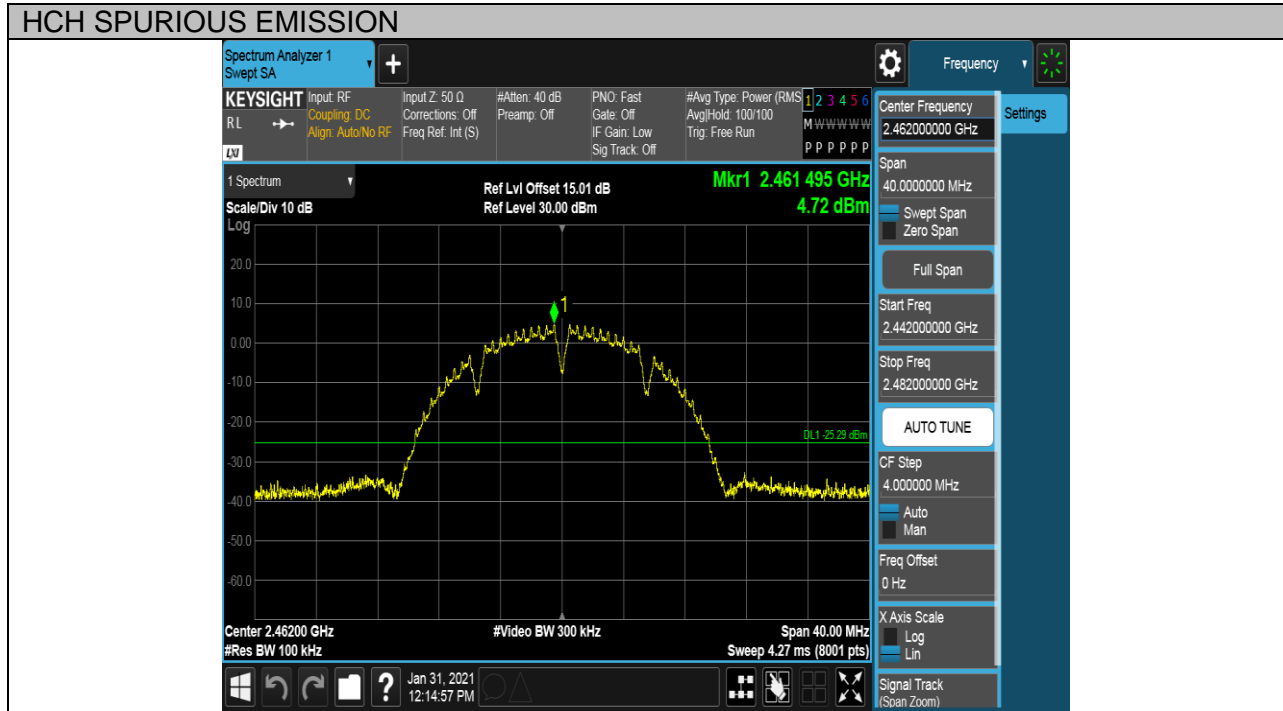 HCH SPURIOUS EMISSION
Spectrum Analyzer 1
Swept SA
+
Frequency
KEYSIGHT
RL
LXI
Input: RF
Coupling: DC
Align: Auto/No RF
Input Z: 50 Ω
Corrections: Off
Freq Ref: Int (S)
#Atten: 40 dB
Preamp: Off
PNO: Fast
Gate: Off
IF Gain: Low
Sig Track: Off
#Avg Type: Power (RMS
Avg|Hold: 100/100
Trig: Free Run
1 2 3 4 5 6
M W W W W W
P P P P P P
1 Spectrum
Scale/Div 10 dB
Log
Ref Lvl Offset 15.01 dB
Ref Level 30.00 dBm
Mkr1 2.461 495 GHz
4.72 dBm
20.0
10.0
0.00
-10.0
-20.0
-30.0
-40.0
-50.0
-60.0
1
DL1 -25.29 dBm
Center 2.46200 GHz
#Res BW 100 kHz
#Video BW 300 kHz
Span 40.00 MHz
Sweep 4.27 ms (8001 pts)
Center Frequency
2.462000000 GHz
Settings
Span
40.0000000 MHz
Swept Span
Zero Span
Full Span
Start Freq
2.442000000 GHz
Stop Freq
2.482000000 GHz
AUTO TUNE
CF Step
4.000000 MHz
Auto
Man
Freq Offset
0 Hz
X Axis Scale
Log
Lin
Signal Track
(Span Zoom)
?
Jan 31, 2021
12:14:57 PM